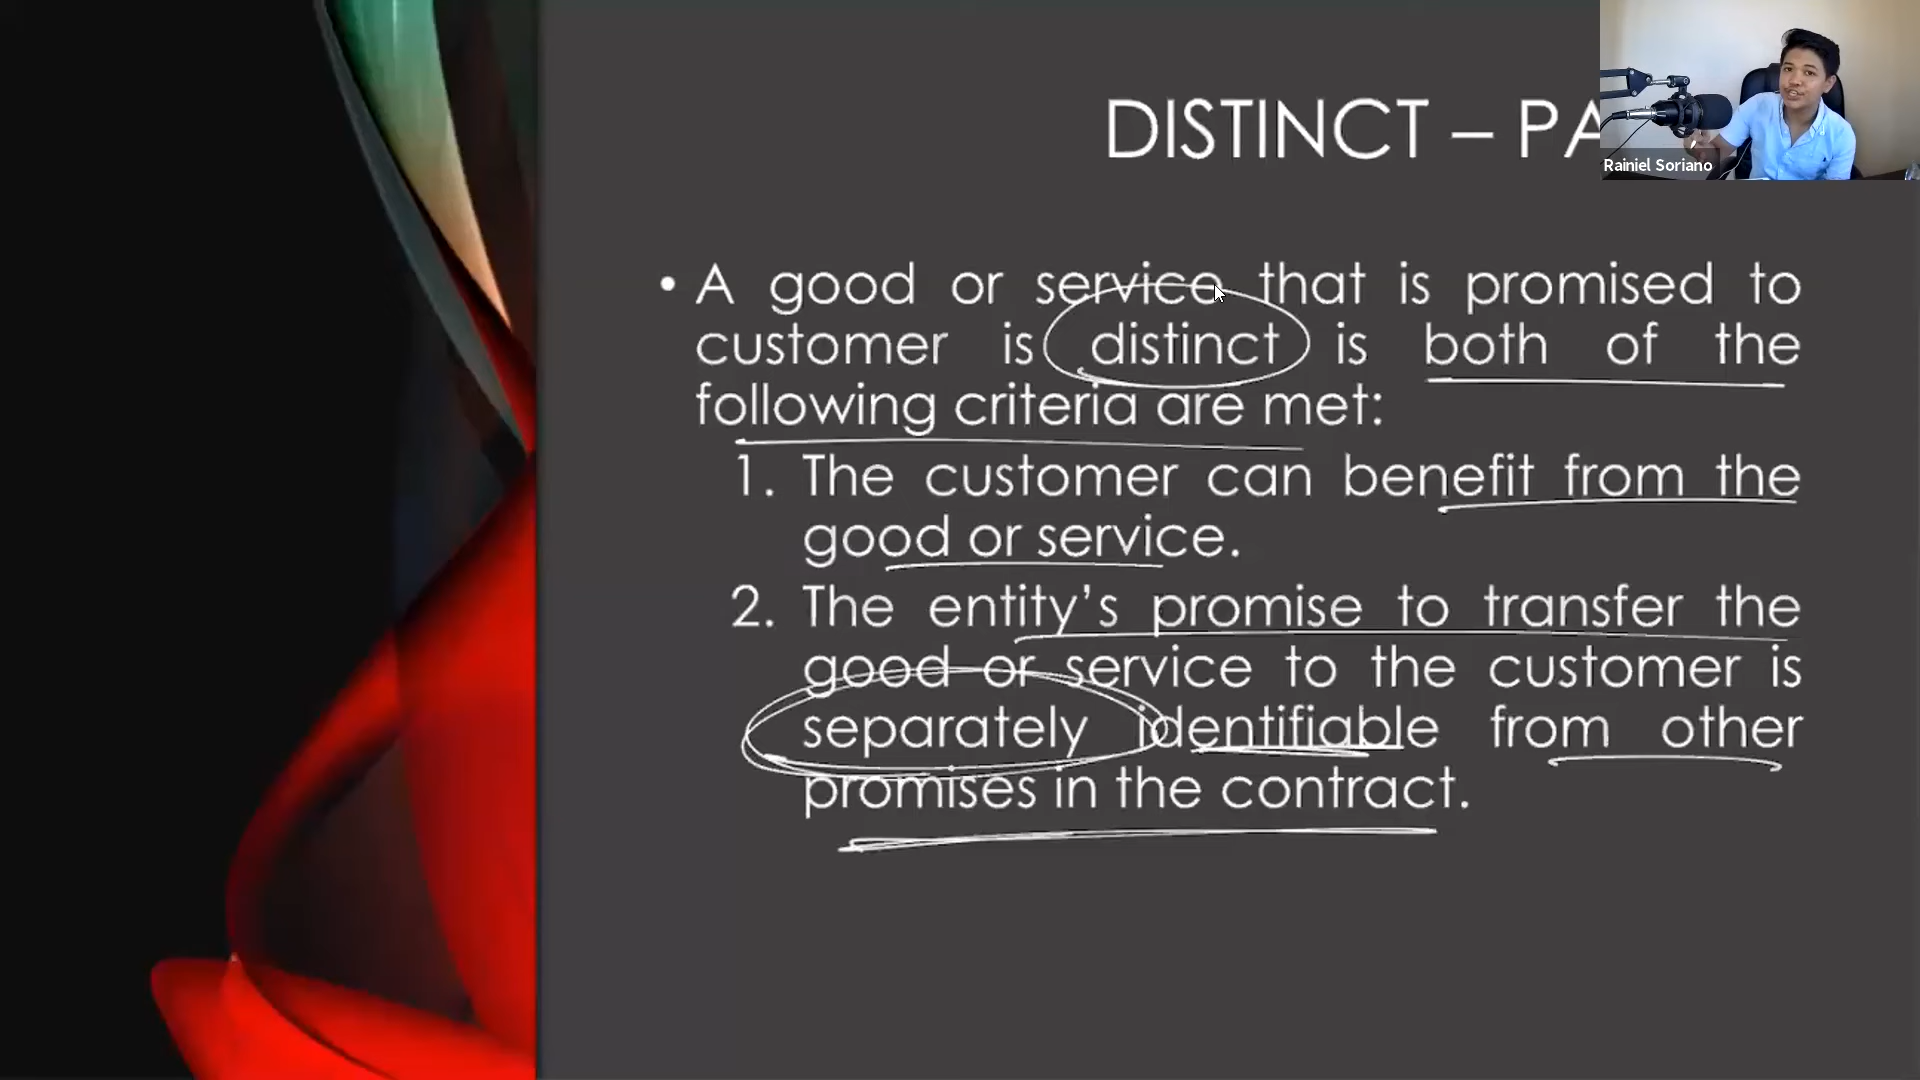 DISTINCT – PA
Rainiel Soriano
• A good or service that is promised to
customer is distinct is both of the
following criteria are met:
1. The customer can benefit from the
good or service.
2. The entity’s promise to transfer the
good or service to the customer is
separately identifiable from other
promises in the contract.